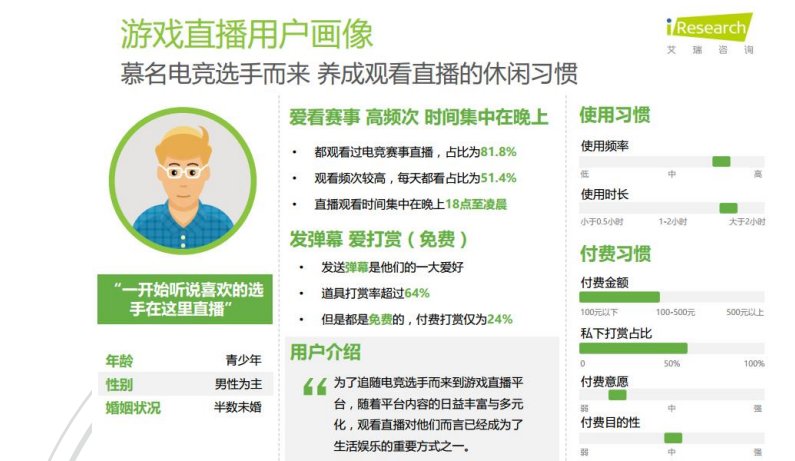 游戏直播用户画像
iResearch
艾 瑞 咨 询
慕名电竞选手而来 养成观看直播的休闲习惯
“一开始听说喜欢的选
手在这里直播”
年龄 青少年
性别 男性为主
婚姻状况 半数未婚
爱看赛事 高频次 时间集中在晚上
• 都观看过电竞赛事直播，占比为81.8%
• 观看频次较高，每天都看占比为51.4%
• 直播观看时间集中在晚上18点至凌晨
发弹幕 爱打赏（免费）
• 发送弹幕是他们的一大爱好
• 道具打赏率超过64%
• 但是都是免费的，付费打赏仅为24%
用户介绍
“ 为了追随电竞选手而来到游戏直播平
台，随着平台内容的日益丰富与多元
化，观看直播对他们而言已经成为了
生活娱乐的重要方式之一。
使用习惯
使用频率
低 中 高
使用时长
小于0.5小时 1-2小时 大于2小时
付费习惯
付费金额
100元以下 100-500元 500元以上
私下打赏占比
0 50% 100%
付费意愿
弱 中 强
付费目的性
弱 中 强